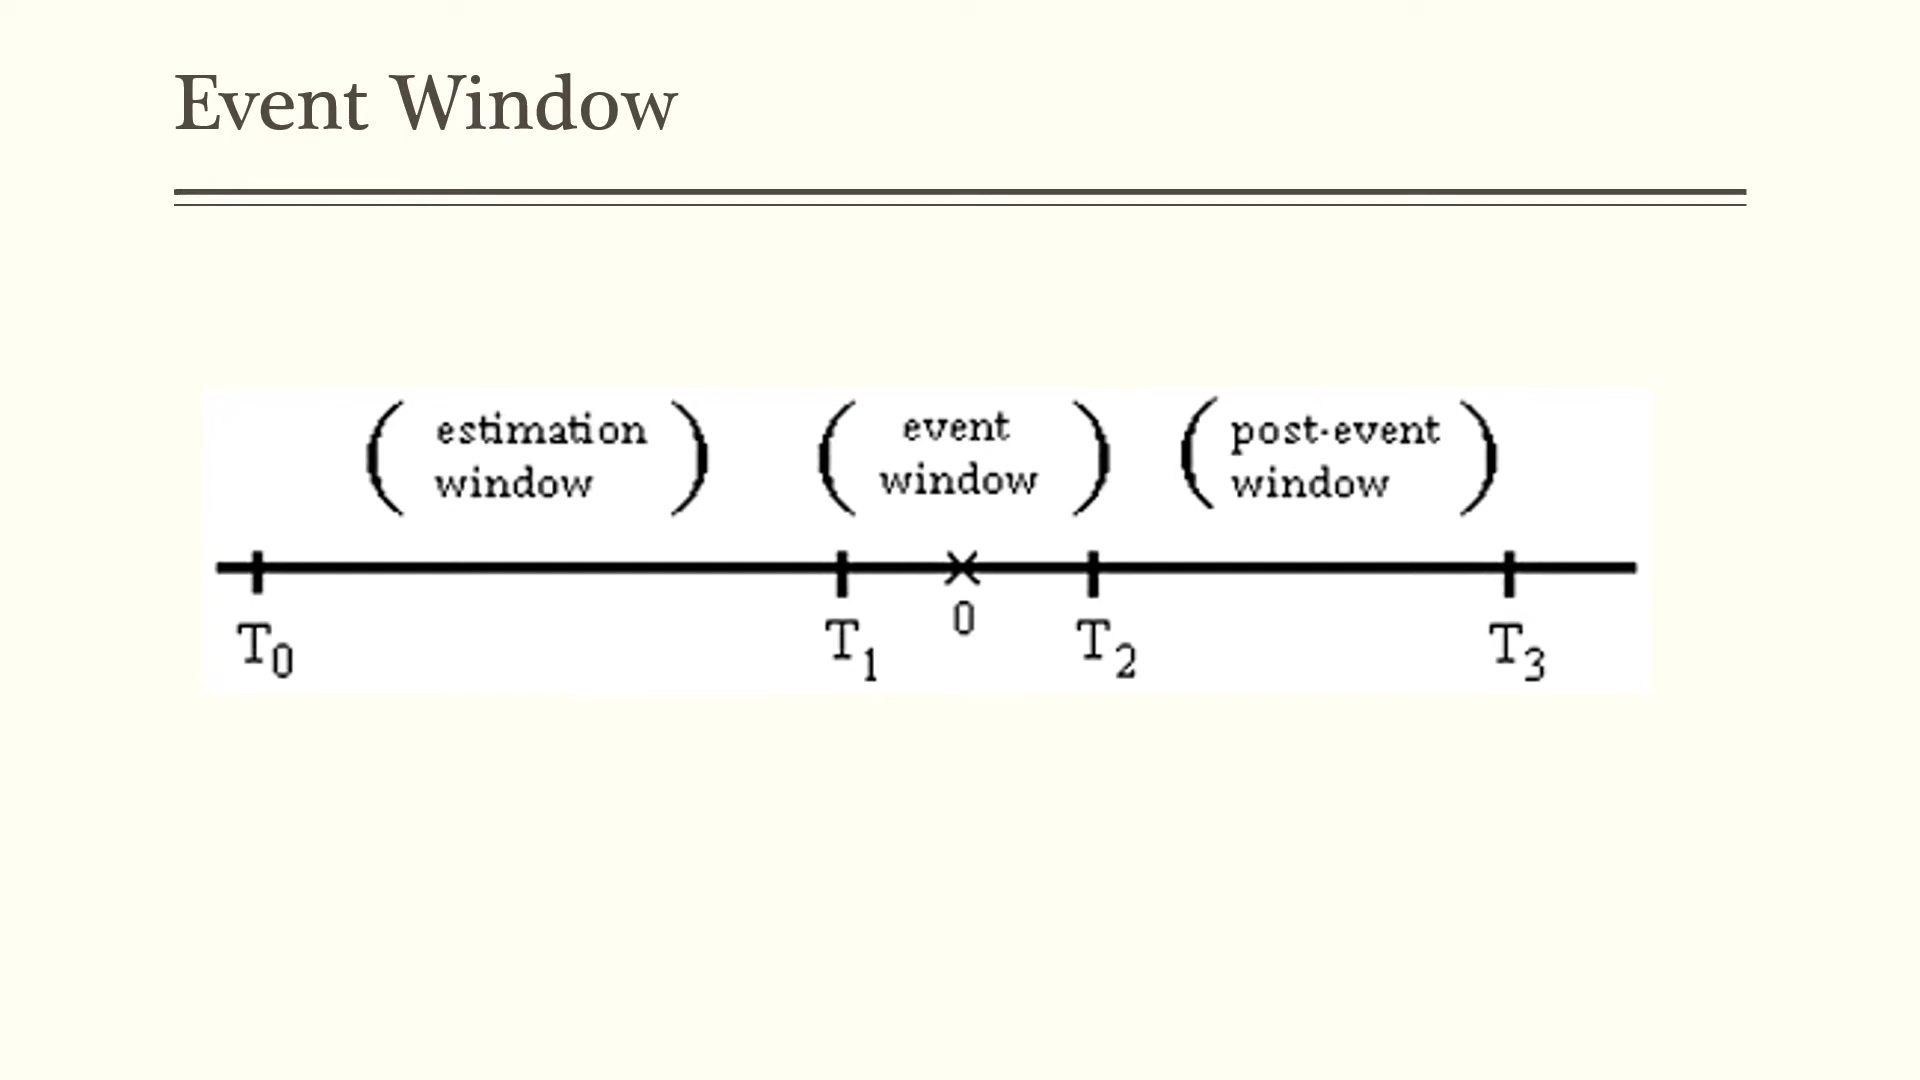 Event Window
( estimation window ) ( event window ) ( post-event window )
0
T0 T1 T2 T3